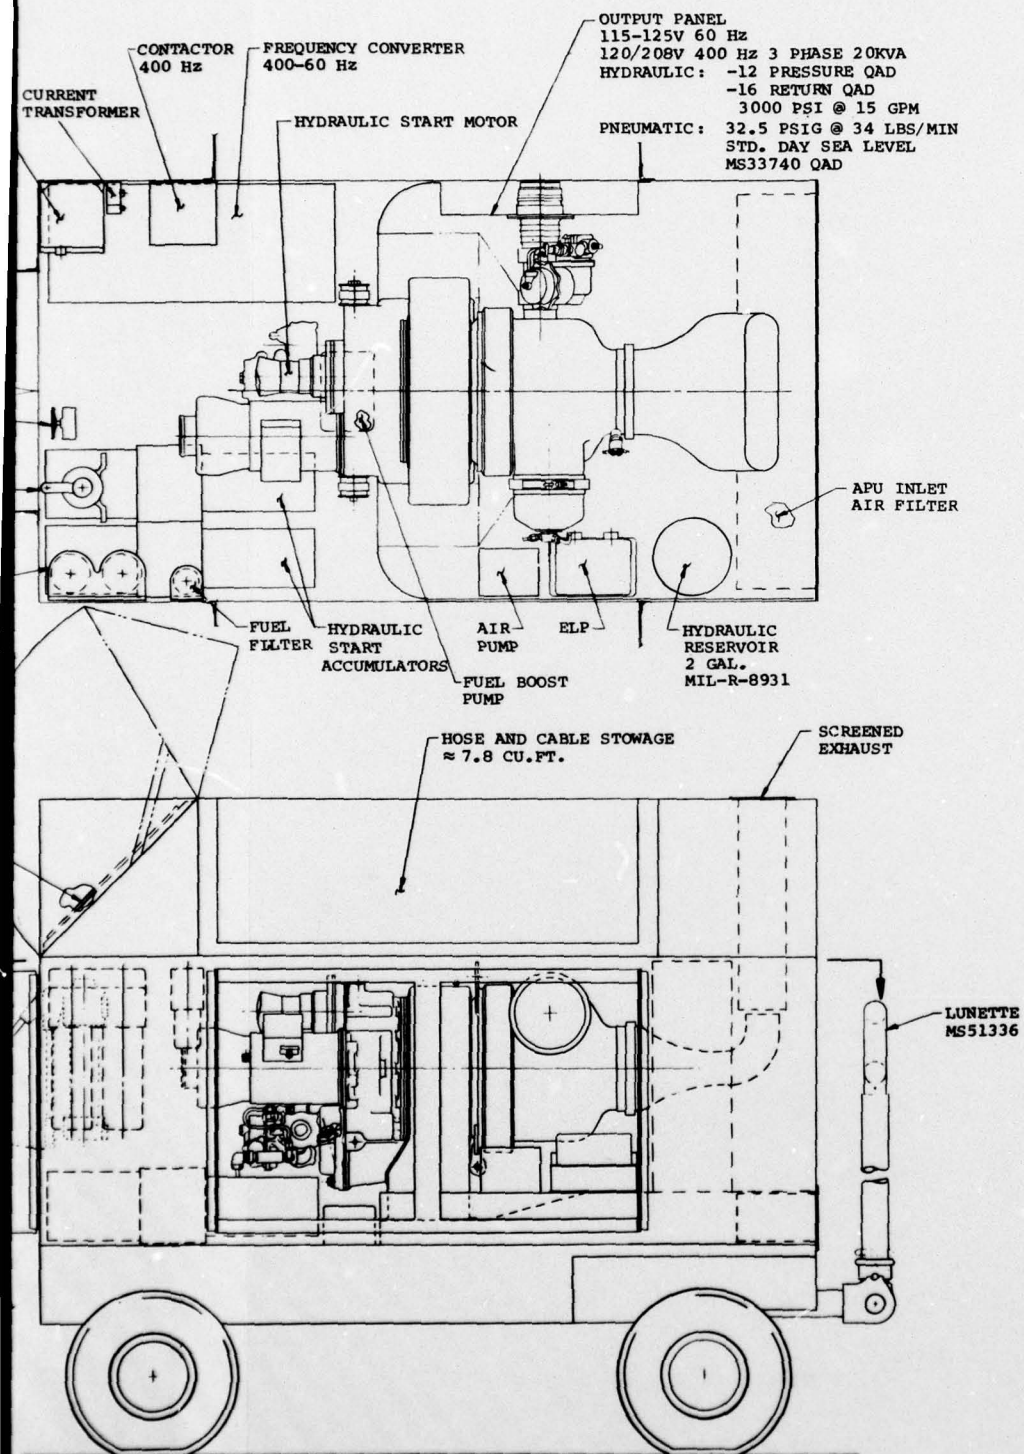 OUTPUT PANEL
115-125V 60 Hz
120/208V 400 Hz 3 PHASE 20KVA
HYDRAULIC: -12 PRESSURE QAD
-16 RETURN QAD
3000 PSI @ 15 GPM
PNEUMATIC: 32.5 PSIG @ 34 LBS/MIN
STD. DAY SEA LEVEL
MS33740 QAD
CONTACTOR
400 Hz
FREQUENCY CONVERTER
400-60 Hz
CURRENT
TRANSFORMER
HYDRAULIC START MOTOR
APU INLET
AIR FILTER
FUEL
FILTER
HYDRAULIC
START
ACCUMULATORS
AIR
PUMP
ELP
HYDRAULIC
RESERVOIR
2 GAL.
MIL-R-8931
FUEL BOOST
PUMP
HOSE AND CABLE STOWAGE
≈ 7.8 CU.FT.
SCREENED
EXHAUST
LUNETTE
MS51336